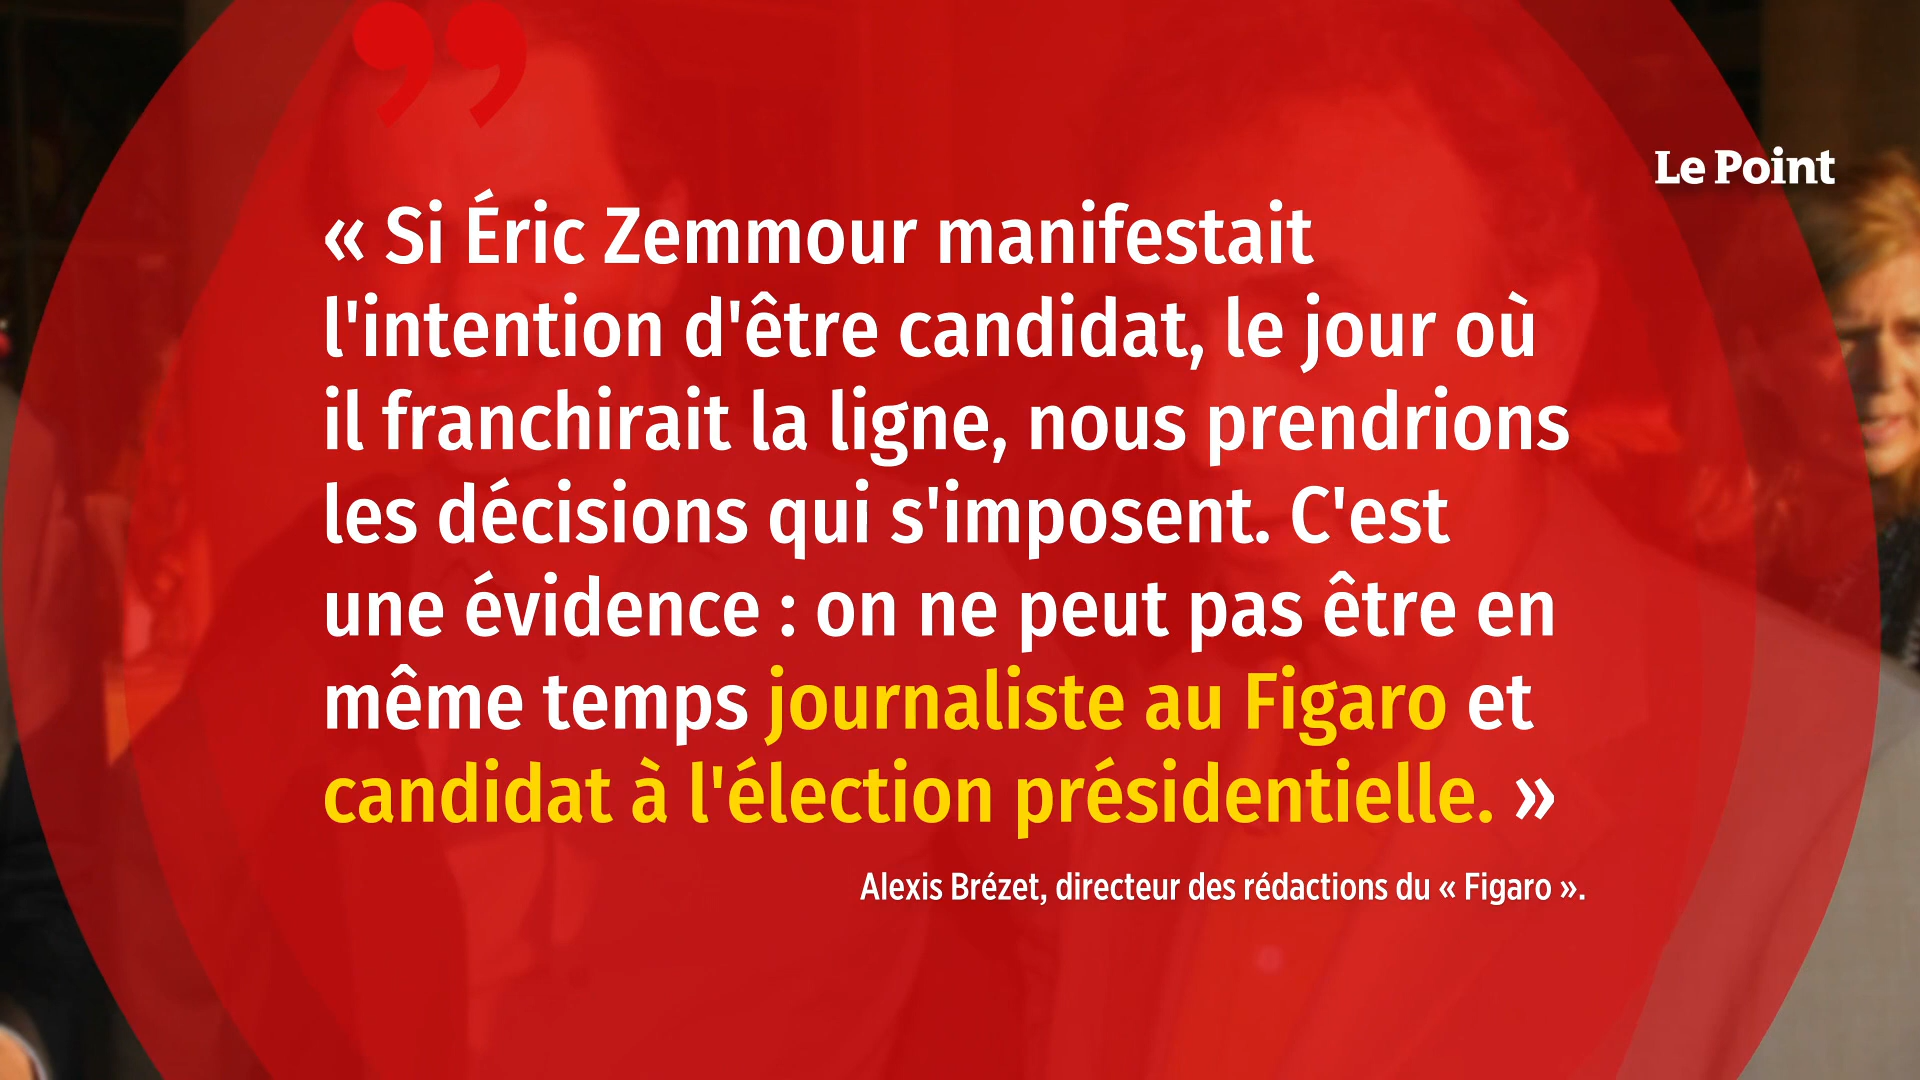 Le Point
« Si Éric Zemmour manifestait
l'intention d'être candidat, le jour où
il franchirait la ligne, nous prendrions
les décisions qui s'imposent. C'est
une évidence : on ne peut pas être en
même temps journaliste au Figaro et
candidat à l'élection présidentielle. »
Alexis Brézet, directeur des rédactions du « Figaro ».